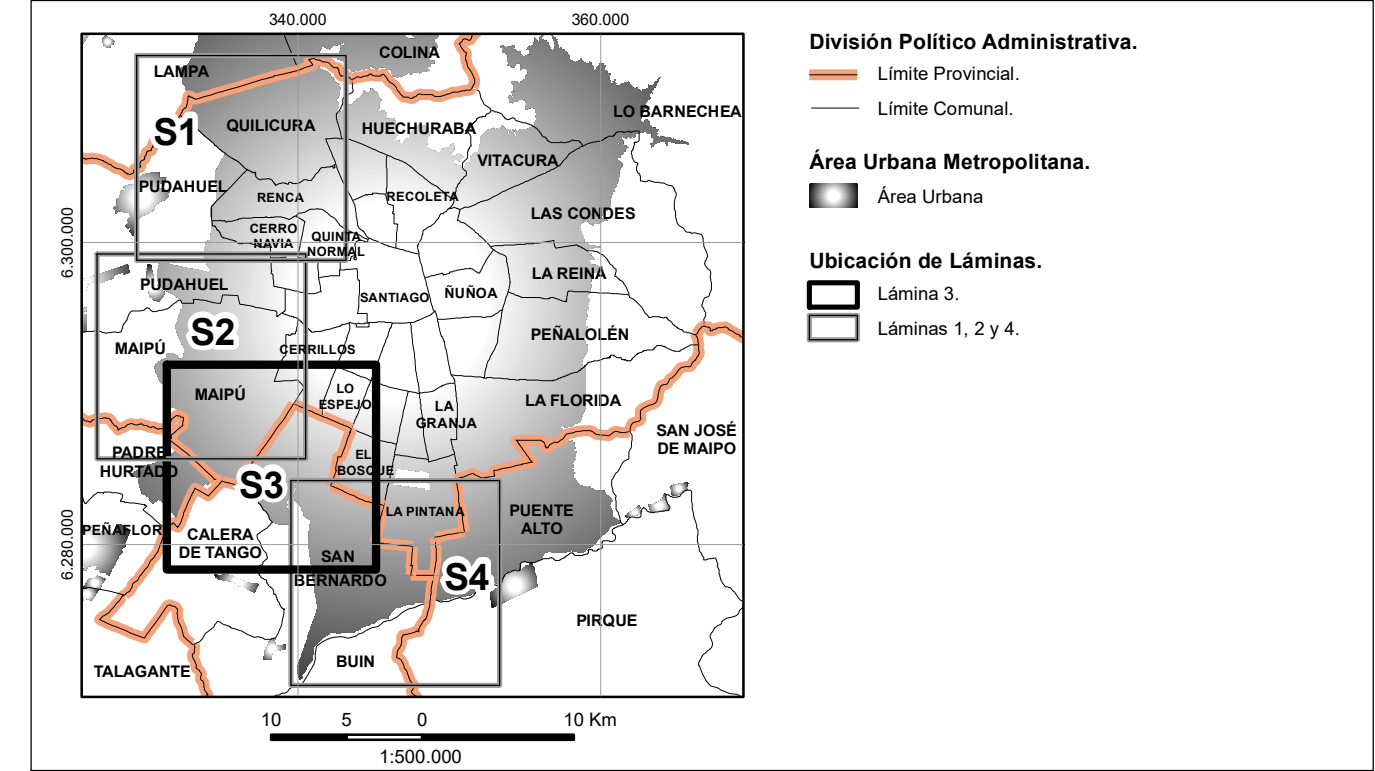 340.000
360.000
COLINA
LAMPA
LO BARNECHEA
S1
QUILICURA
HUECHURABA
VITACURA
PUDAHUEL
RENCA
RECOLETA
LAS CONDES
CERRO
NAVIA
QUINTA
NORMAL
6.300.000
LA REINA
PUDAHUEL
SANTIAGO
ÑUÑOA
S2
PEÑALOLÉN
MAIPÚ
CERRILLOS
MAIPÚ
LO
ESPEJO
LA FLORIDA
LA
GRANJA
SAN JOSÉ
DE MAIPO
PADRE
HURTADO
EL
BOSQUE
S3
LA PINTANA
PUENTE
ALTO
6.280.000
PEÑAFLOR
CALERA
DE TANGO
SAN
BERNARDO
S4
PIRQUE
BUIN
TALAGANTE
10
5
0
10 Km
1:500.000
División Político Administrativa.
Límite Provincial.
Límite Comunal.
Área Urbana Metropolitana.
Área Urbana
Ubicación de Láminas.
Lámina 3.
Láminas 1, 2 y 4.